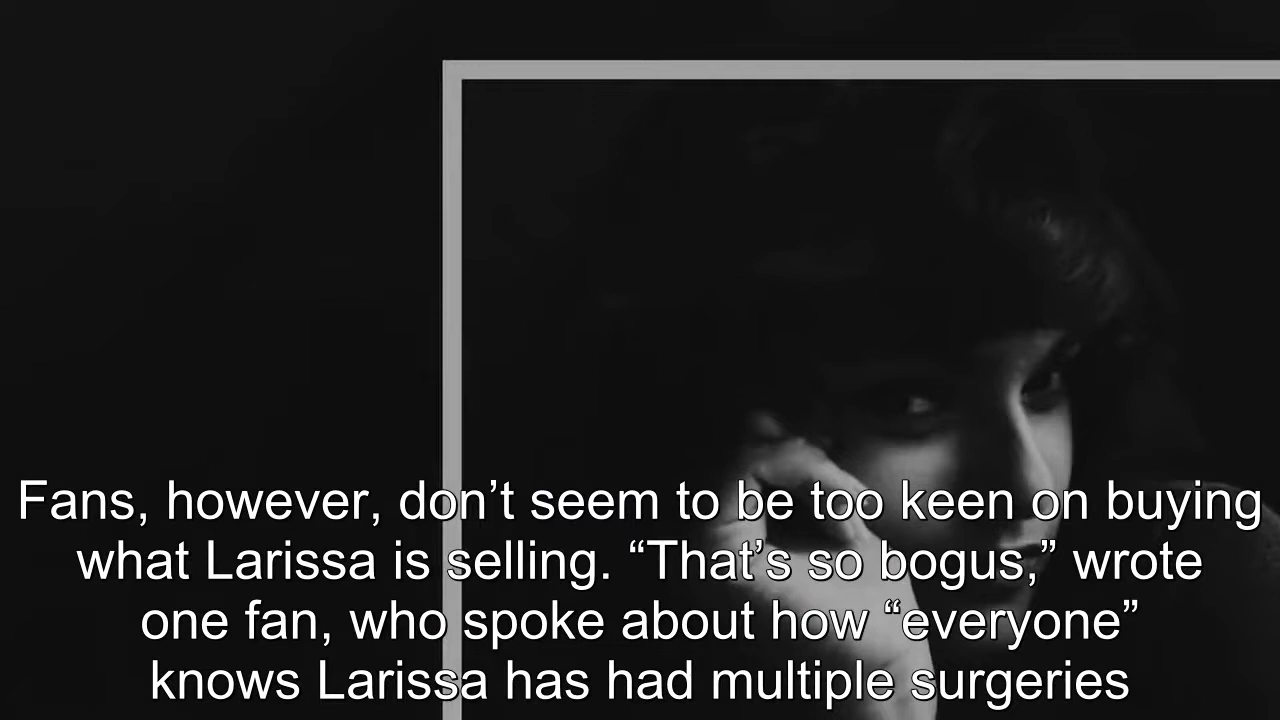 Fans, however, don’t seem to be too keen on buying
what Larissa is selling. “That’s so bogus,” wrote
one fan, who spoke about how “everyone”
knows Larissa has had multiple surgeries